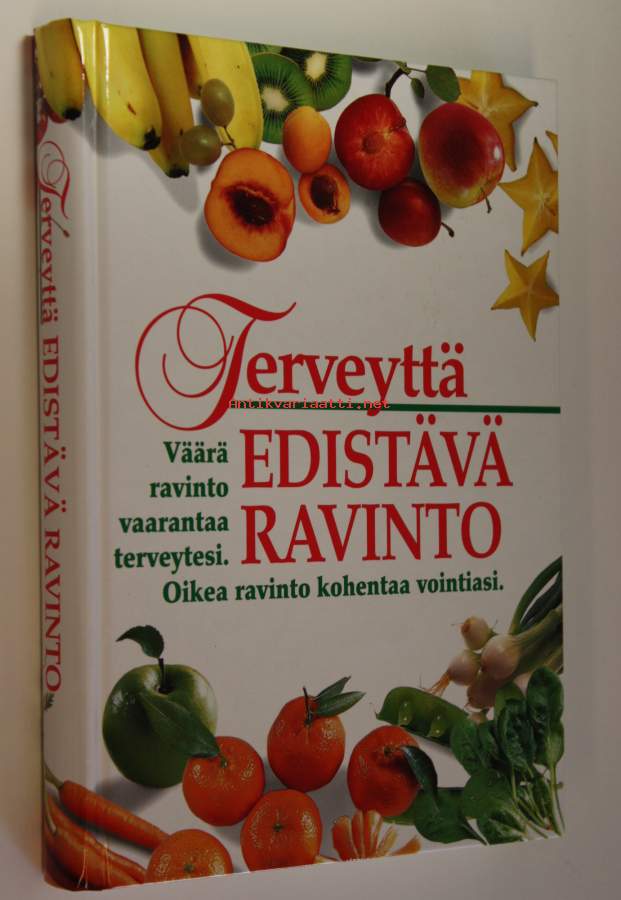 Terveyttä EDISTÄVÄ RAVINTO
Terveyttä
antikvariaatti.net
EDISTÄVÄ
RAVINTO
Väärä
ravinto
vaarantaa
terveytesi.
Oikea ravinto kohentaa vointiasi.